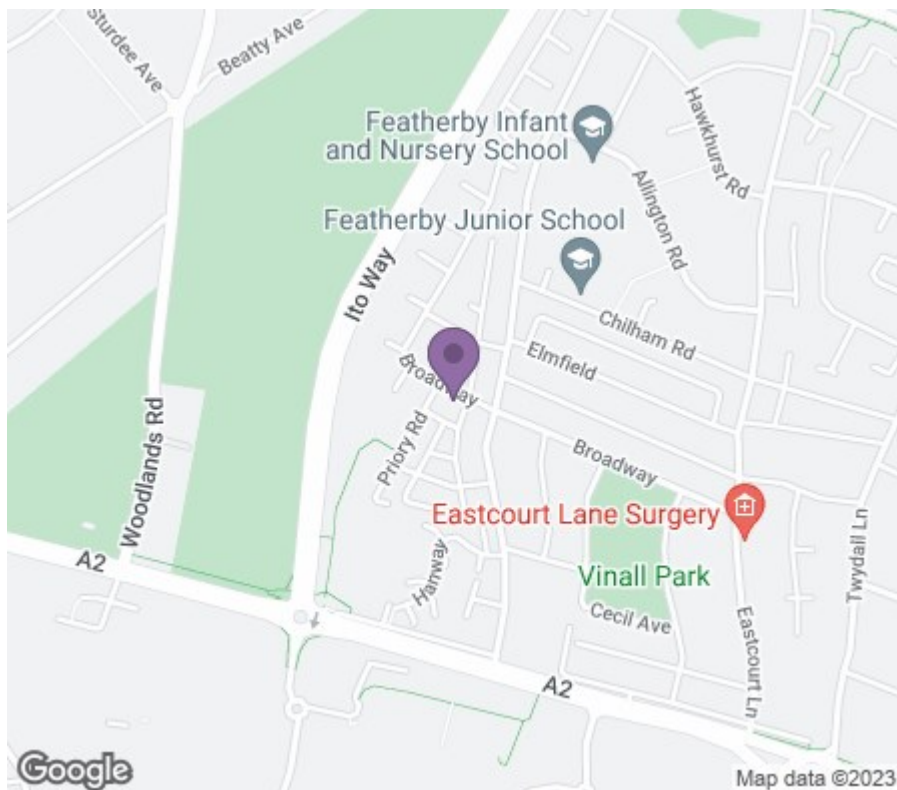 Sturdee Ave
Beatty Ave
Featherby Infant
and Nursery School
Hawkhurst Rd
Allington Rd
Featherby Junior School
Ito Way
Chilham Rd
Elmfield
Broadway
Priory Rd
Woodlands Rd
Broadway
Eastcourt Lane Surgery
Twydall Ln
A2
Hanway
Vinall Park
Cecil Ave
Eastcourt Ln
A2
Google
Map data ©2023